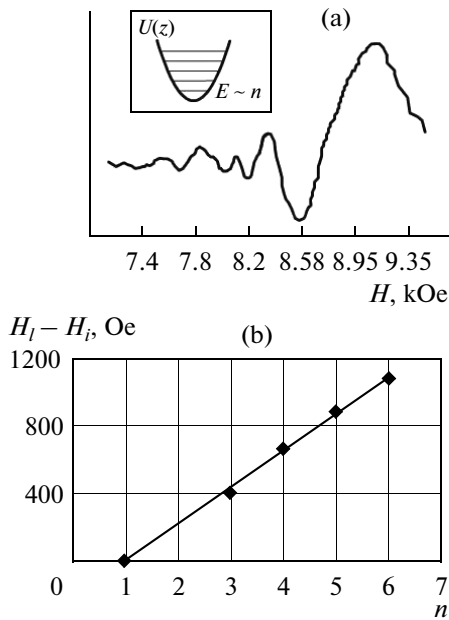 (a)
U(z)
E ~ n
7.4 7.8 8.2 8.58 8.95 9.35
H, kOe
H_l – H_i, Oe
(b)
1200
800
400
0 1 2 3 4 5 6 7
n